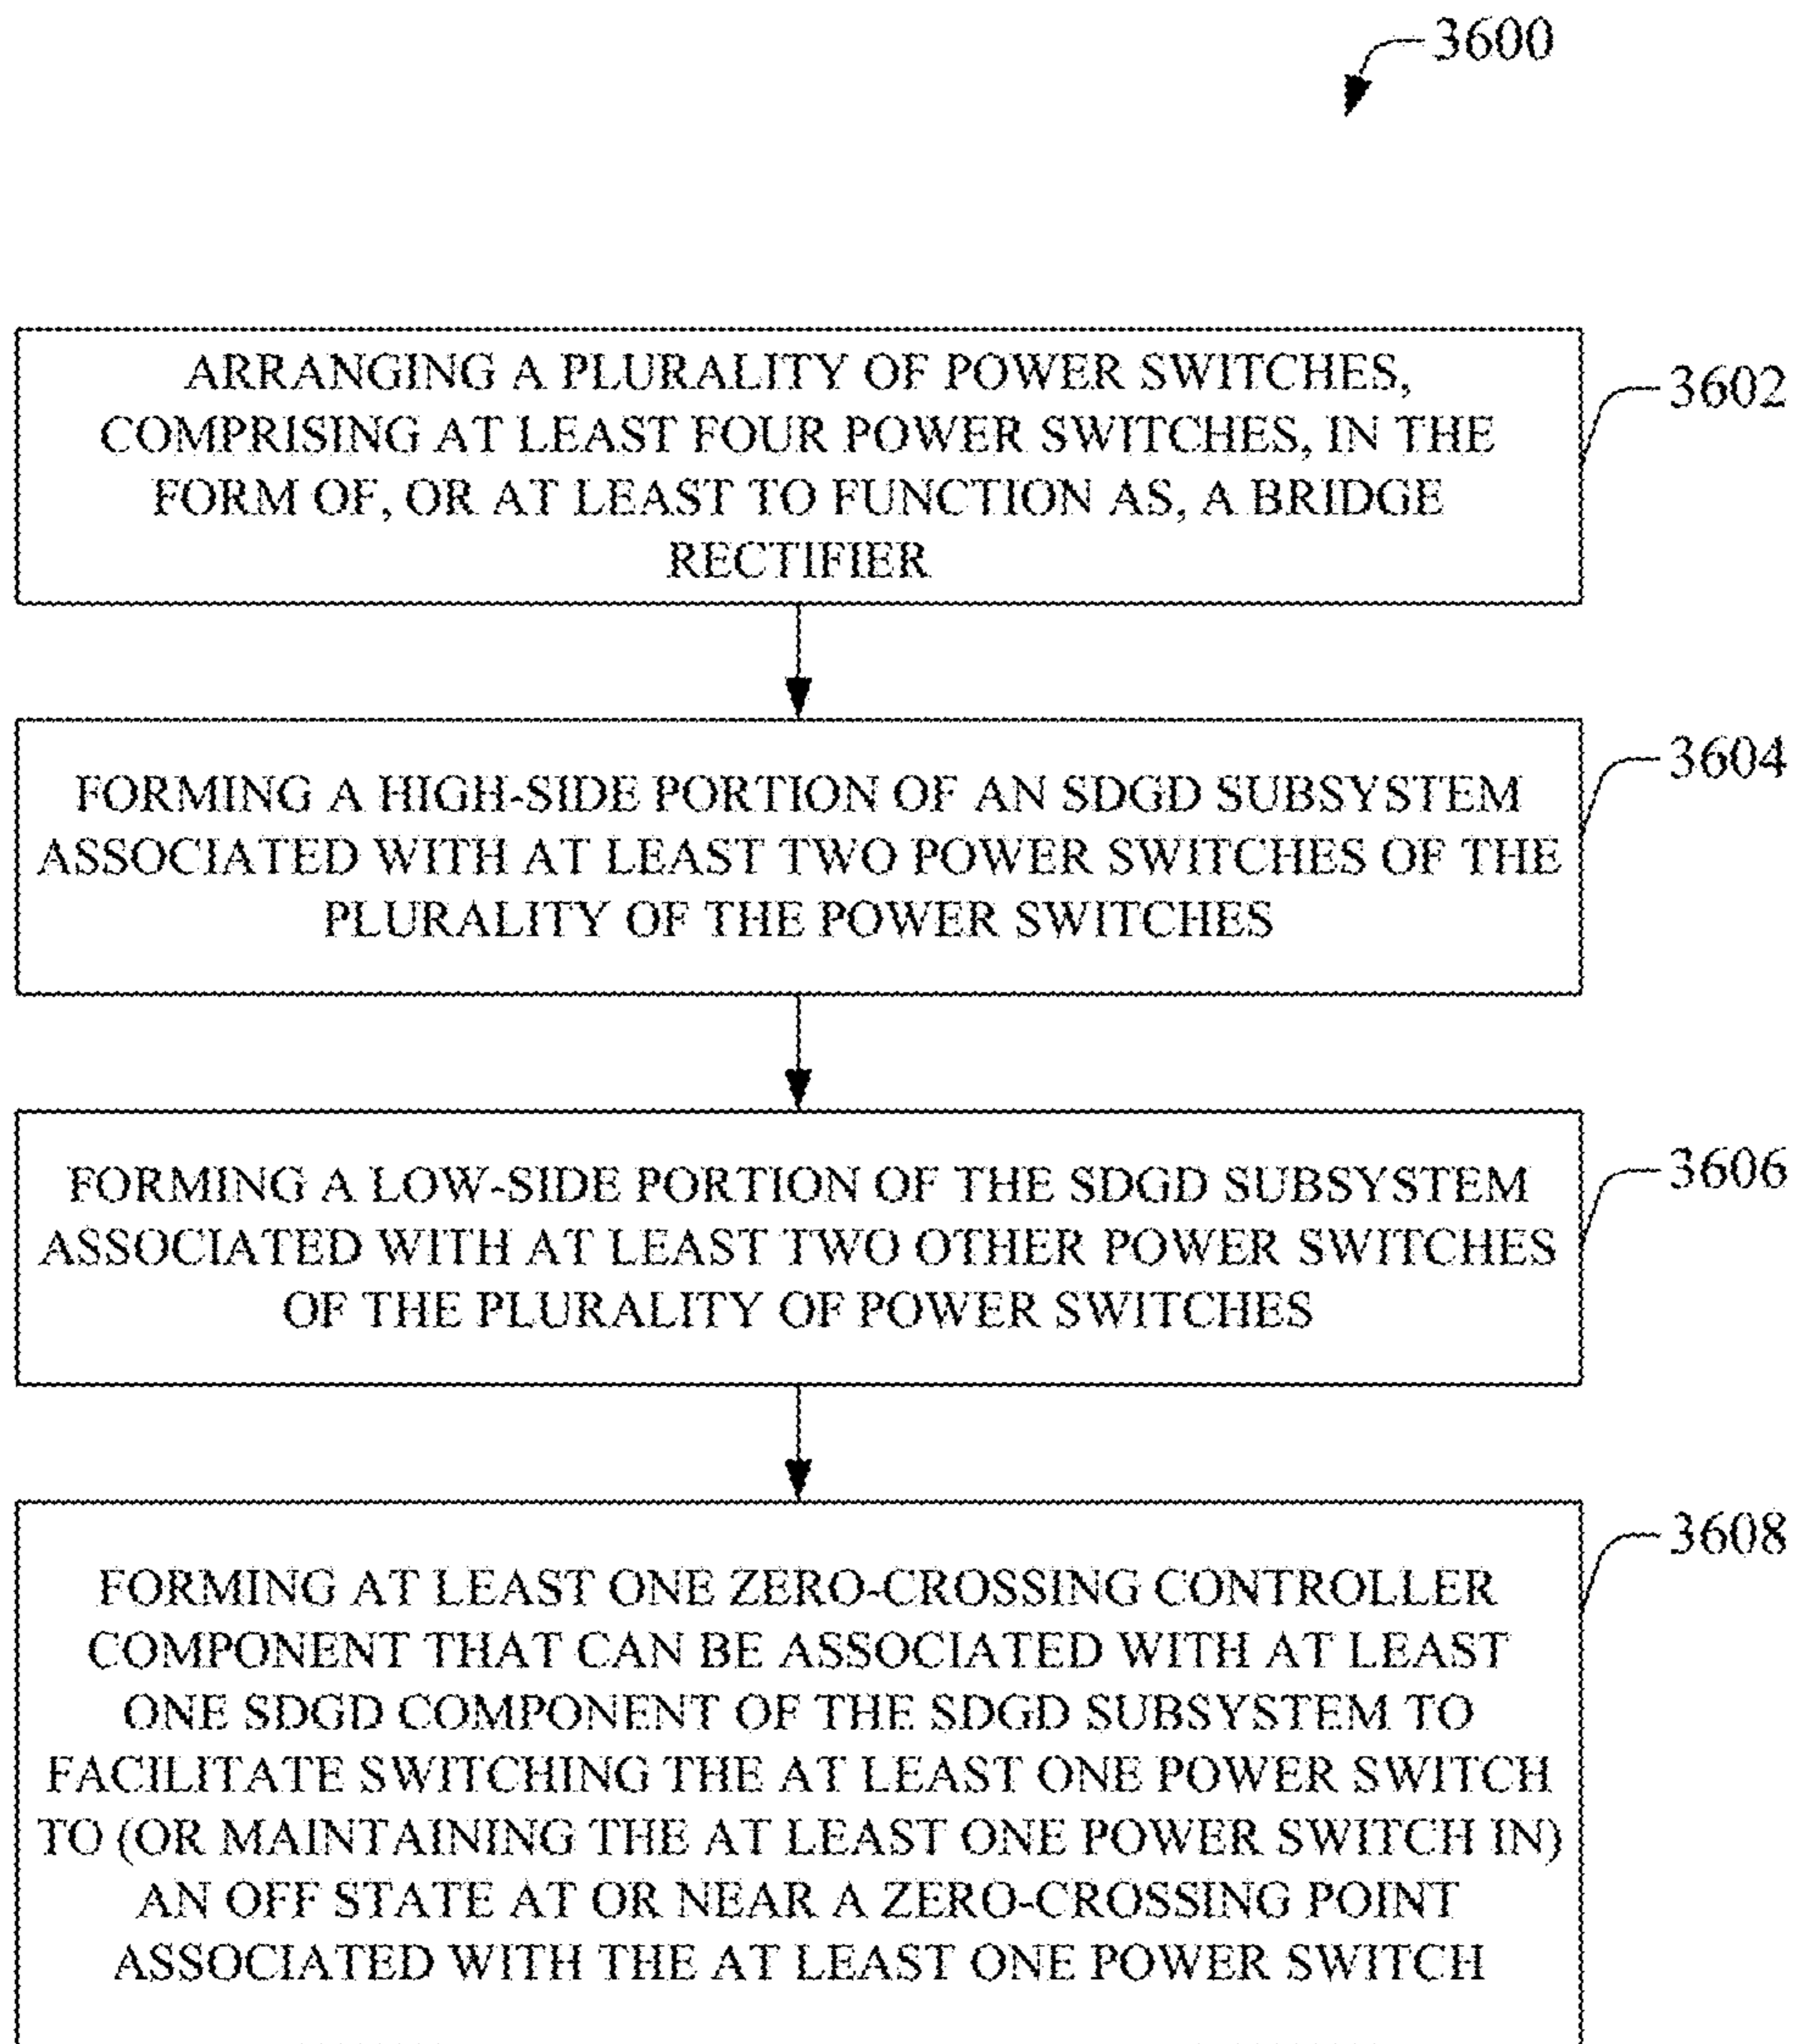 3600
ARRANGING A PLURALITY OF POWER SWITCHES,
COMPRISING AT LEAST FOUR POWER SWITCHES, IN THE
FORM OF, OR AT LEAST TO FUNCTION AS, A BRIDGE
RECTIFIER
3602
FORMING A HIGH-SIDE PORTION OF AN SDGD SUBSYSTEM
ASSOCIATED WITH AT LEAST TWO POWER SWITCHES OF THE
PLURALITY OF THE POWER SWITCHES
3604
FORMING A LOW-SIDE PORTION OF THE SDGD SUBSYSTEM
ASSOCIATED WITH AT LEAST TWO OTHER POWER SWITCHES
OF THE PLURALITY OF POWER SWITCHES
3606
FORMING AT LEAST ONE ZERO-CROSSING CONTROLLER
COMPONENT THAT CAN BE ASSOCIATED WITH AT LEAST
ONE SDGD COMPONENT OF THE SDGD SUBSYSTEM TO
FACILITATE SWITCHING THE AT LEAST ONE POWER SWITCH
TO (OR MAINTAINING THE AT LEAST ONE POWER SWITCH IN)
AN OFF STATE AT OR NEAR A ZERO-CROSSING POINT
ASSOCIATED WITH THE AT LEAST ONE POWER SWITCH
3608